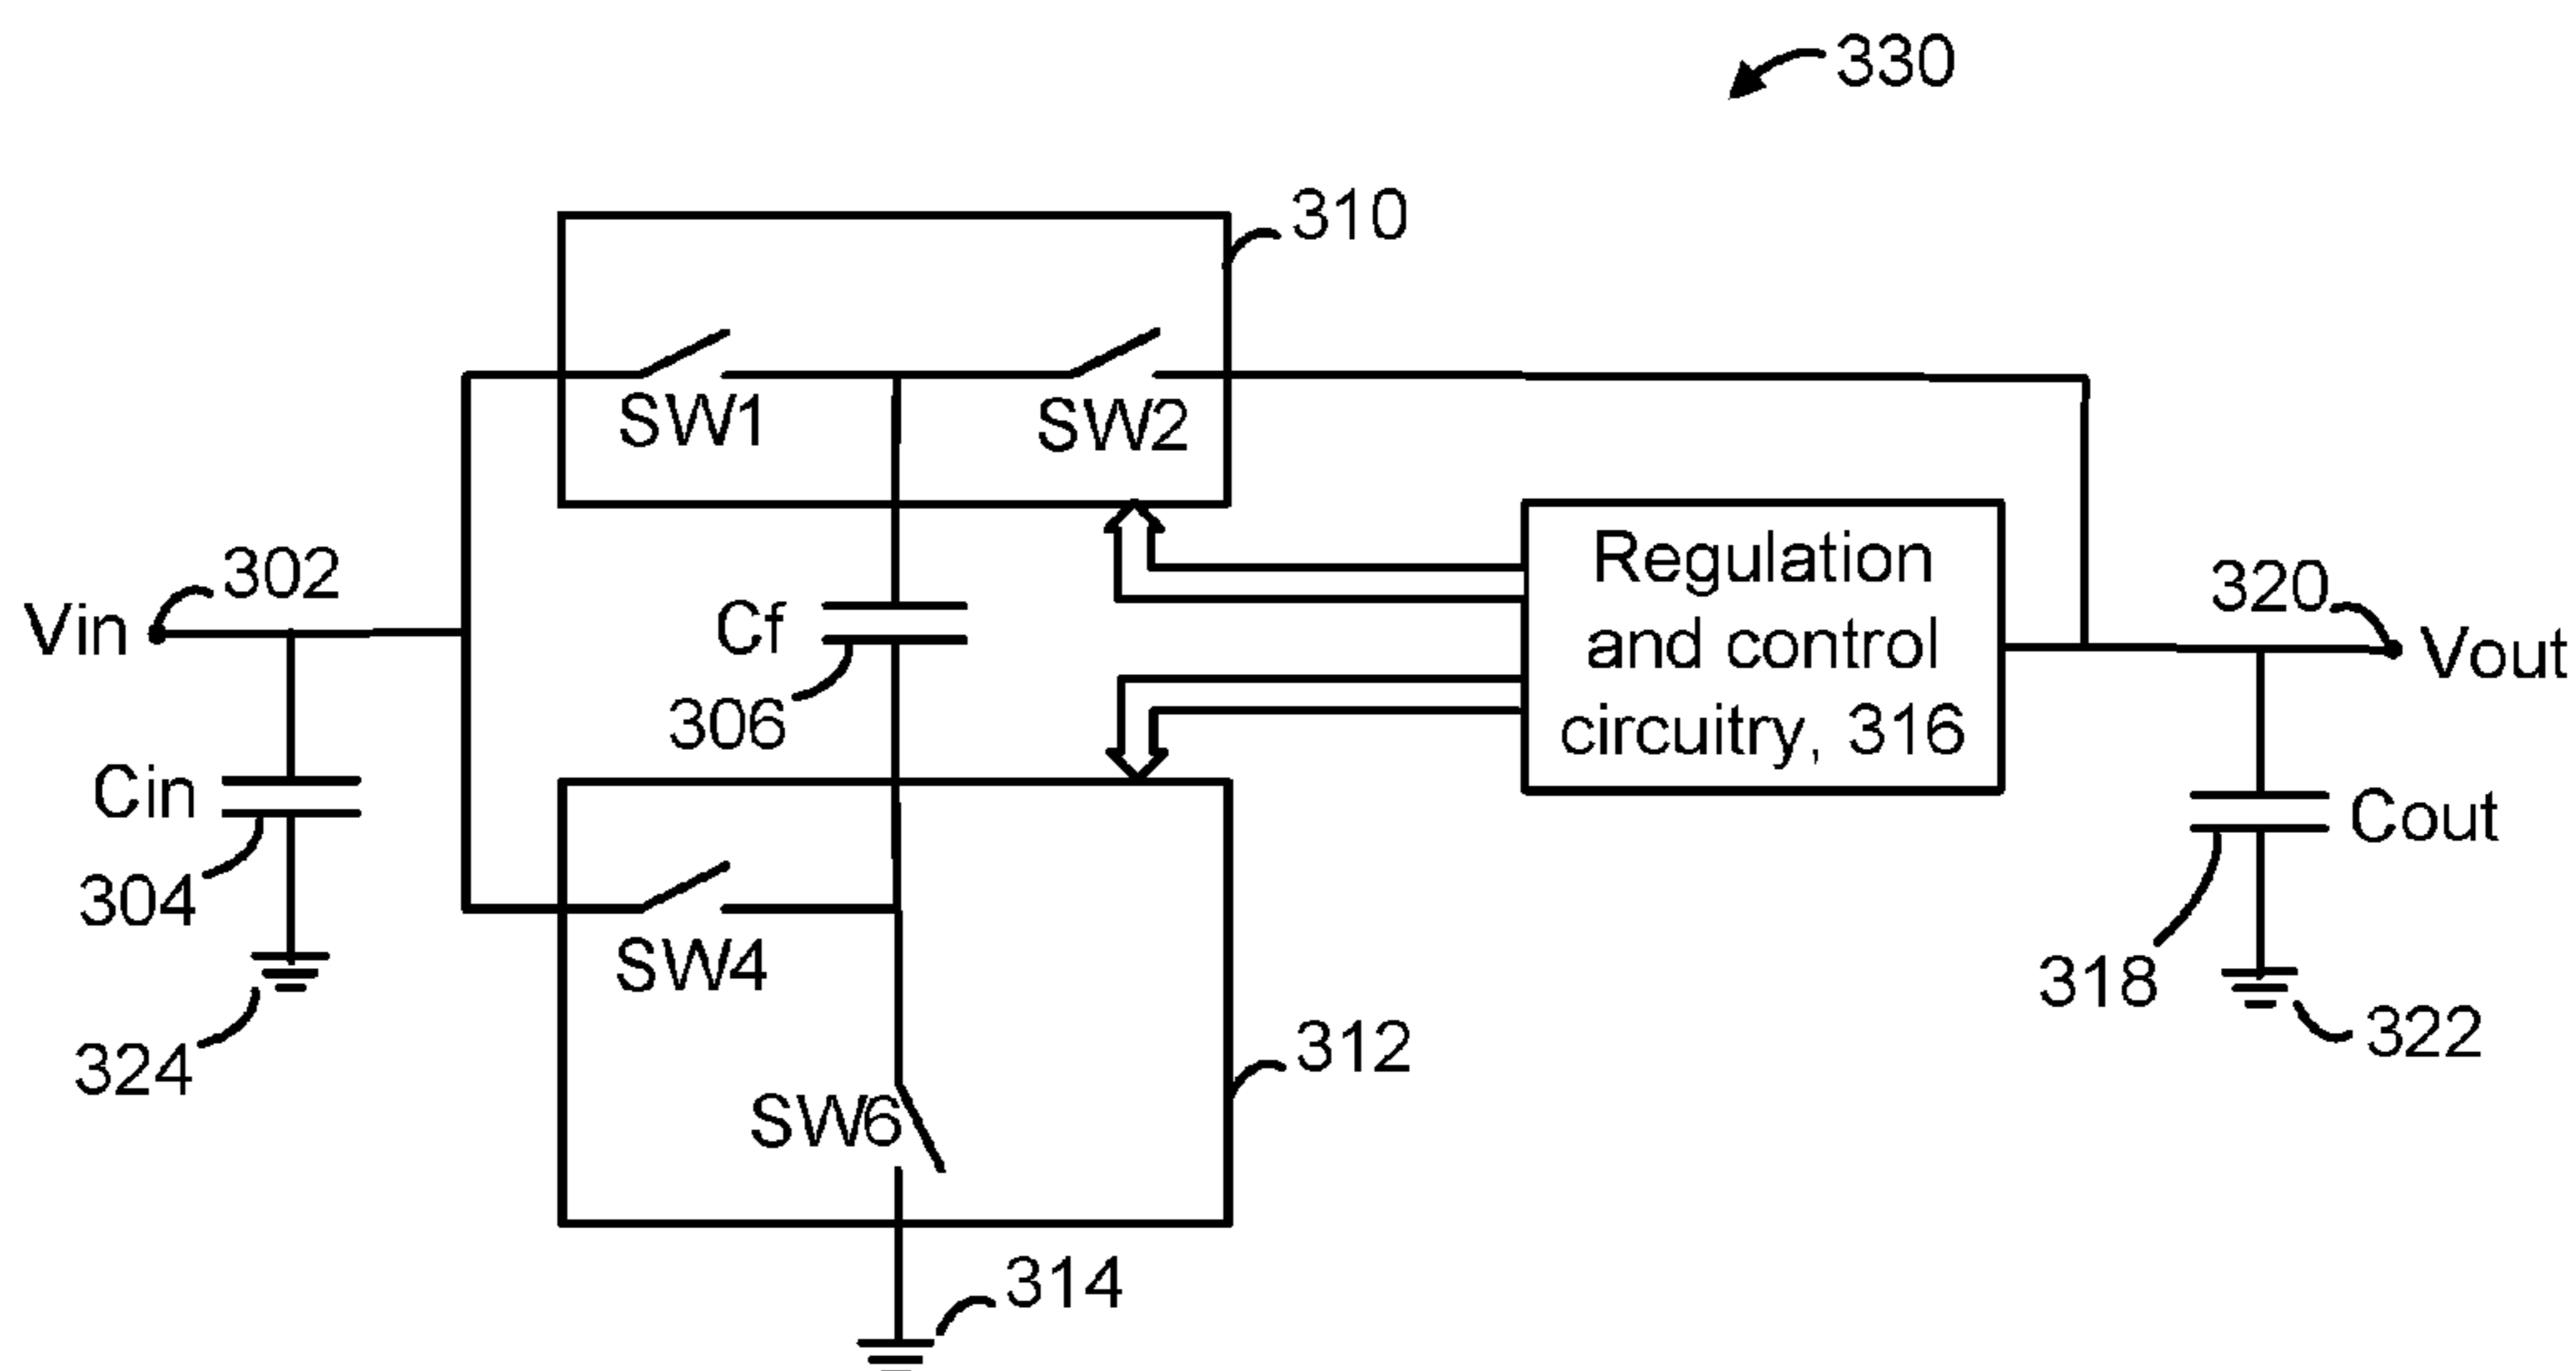 330
310
SW1
SW2
302
Vin
Cf
306
Regulation
and control
circuitry, 316
320
Vout
Cin
304
Cout
SW4
318
324
322
312
SW6
314